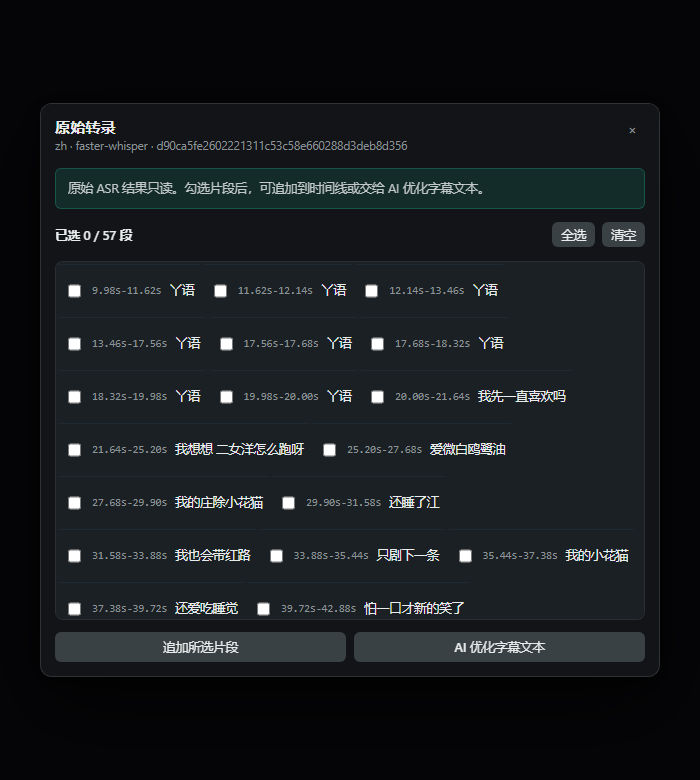 原始转录
×
zh · faster-whisper · d90ca5fe2602221311c53c58e660288d3deb8d356
原始 ASR 结果只读。勾选片段后，可追加到时间线或交给 AI 优化字幕文本。
已选 0 / 57 段 全选 清空
9.98s-11.62s 丫语 11.62s-12.14s 丫语 12.14s-13.46s 丫语
13.46s-17.56s 丫语 17.56s-17.68s 丫语 17.68s-18.32s 丫语
18.32s-19.98s 丫语 19.98s-20.00s 丫语 20.00s-21.64s 我先一直喜欢吗
21.64s-25.20s 我想想 二女洋怎么跑呀 25.20s-27.68s 爱微白鸥鹭油
27.68s-29.90s 我的庄除小花猫 29.90s-31.58s 还睡了江
31.58s-33.88s 我也会带红路 33.88s-35.44s 只剧下一条 35.44s-37.38s 我的小花猫
37.38s-39.72s 还爱吃睡觉 39.72s-42.88s 怕一口才新的笑了
追加所选片段 AI 优化字幕文本